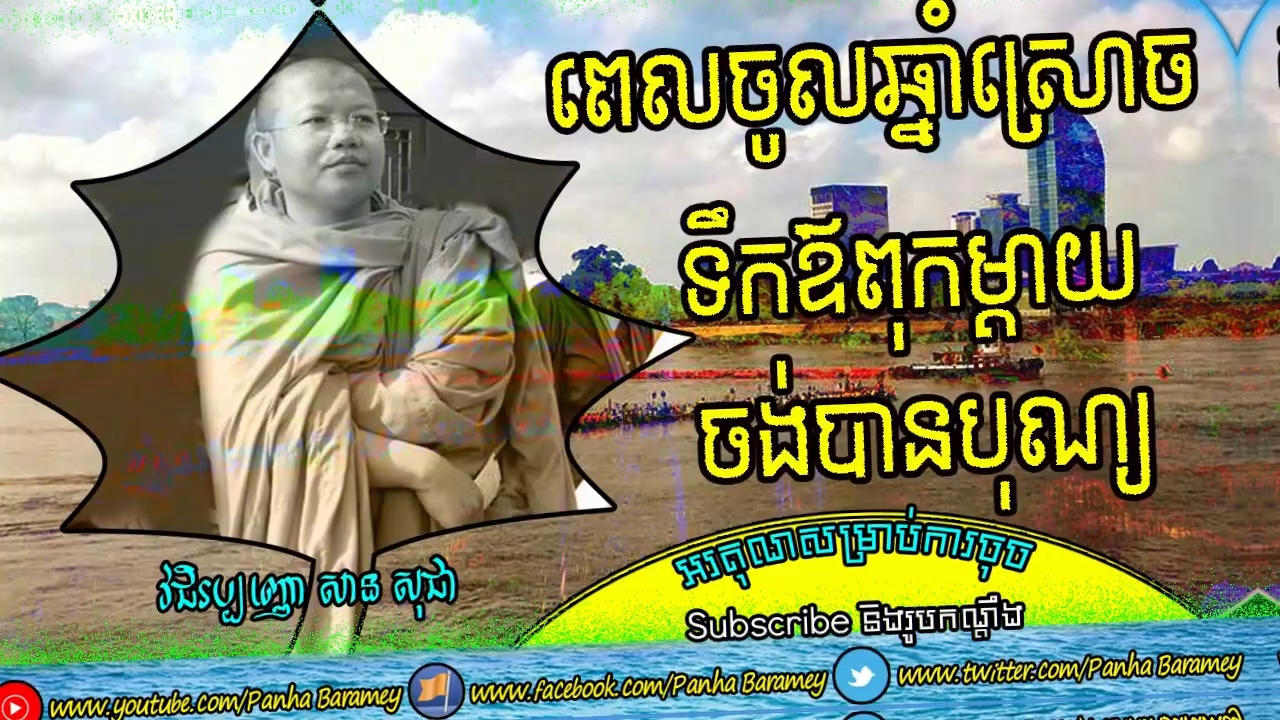 ពេលចូលឆ្នាំស្រោច
ទឹកឪពុកម្តាយ
ចង់បានបុណ្យ
វជិរប្បញ្ញោ សាន សុជា
អរគុណសម្រាប់ការចុច
Subscribe និងរូបកណ្ដឹង
www.youtube.com/Panha Baramey
www.facebook.com/Panha Baramey
www.twitter.com/Panha Baramey